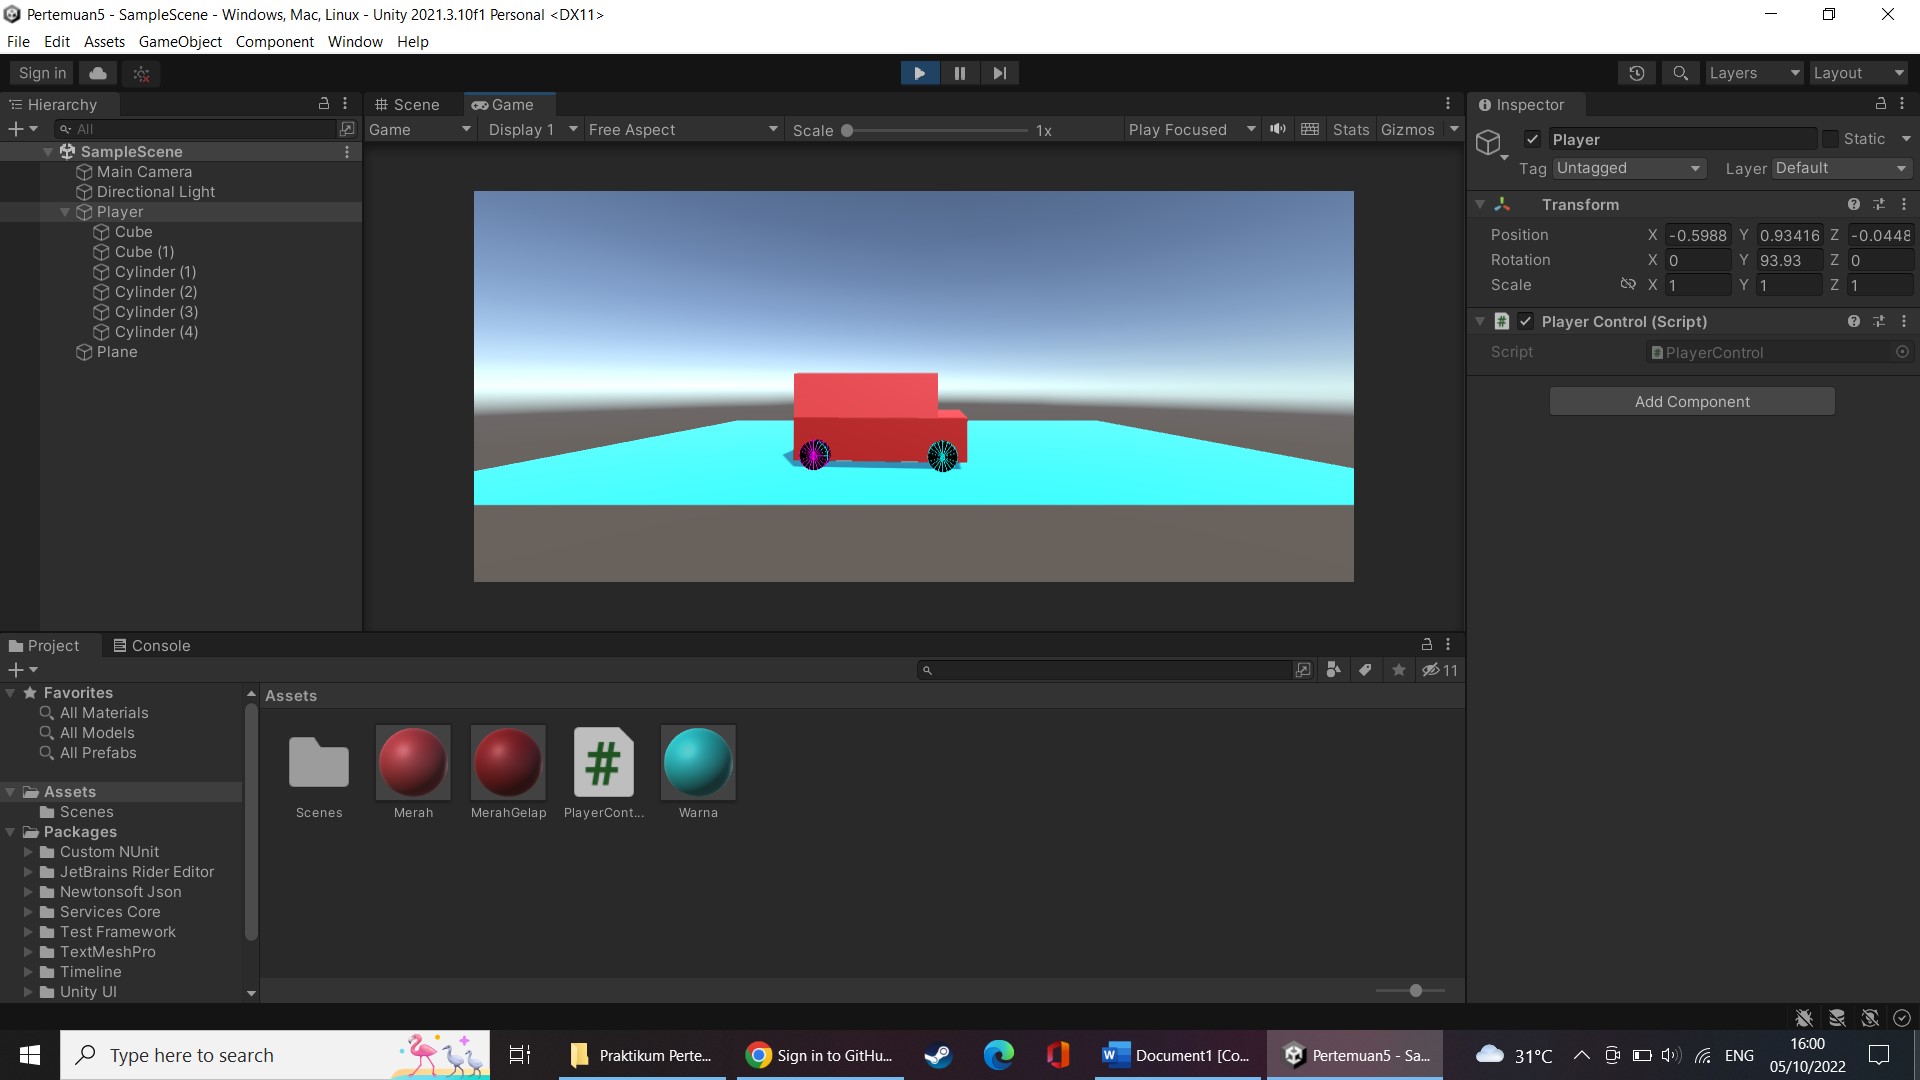 Pertemuan5 - SampleScene - Windows, Mac, Linux - Unity 2021.3.10f1 Personal <DX11>
File Edit Assets GameObject Component Window Help
Sign in
Layers
Layout
Hierarchy
All
SampleScene
Main Camera
Directional Light
Player
Cube
Cube (1)
Cylinder (1)
Cylinder (2)
Cylinder (3)
Cylinder (4)
Plane
Scene
Game
Game Display 1 Free Aspect Scale 1x Play Focused Stats Gizmos
Inspector
Player Static
Tag Untagged Layer Default
Transform
Position X -0.5988 Y 0.93416 Z -0.0448
Rotation X 0 Y 93.93 Z 0
Scale X 1 Y 1 Z 1
# Player Control (Script)
Script PlayerControl
Add Component
Project
Console
11
Favorites
All Materials
All Models
All Prefabs
Assets
Scenes
Packages
Custom NUnit
JetBrains Rider Editor
Newtonsoft Json
Services Core
Test Framework
TextMeshPro
Timeline
Unity UI
Assets
#
Scenes Merah MerahGelap PlayerCont... Warna
Type here to search
Praktikum Perte...
Sign in to GitHu...
Document1 [Co...
Pertemuan5 - Sa...
31°C
ENG
16:00
05/10/2022